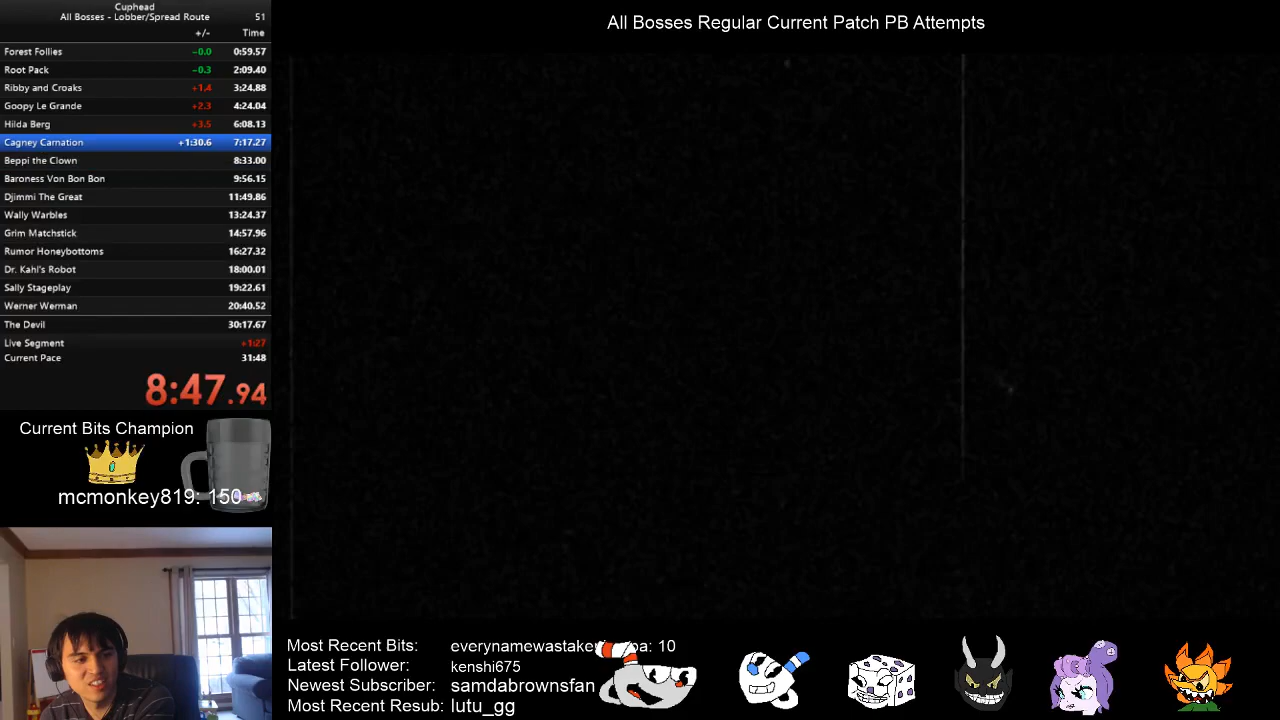 Cuphead
All Bosses - Lobber/Spread Route 51
+/- Time
Forest Follies −0.0 0:59.57
Root Pack −0.3 2:09.40
Ribby and Croaks +1.4 3:24.88
Goopy Le Grande +2.3 4:24.04
Hilda Berg +3.5 6:08.13
Cagney Carnation +1:30.6 7:17.27
Beppi the Clown 8:33.00
Baroness Von Bon Bon 9:56.15
Djimmi The Great 11:49.86
Wally Warbles 13:24.37
Grim Matchstick 14:57.96
Rumor Honeybottoms 16:27.32
Dr. Kahl's Robot 18:00.01
Sally Stageplay 19:22.61
Werner Werman 20:40.52
The Devil 30:17.67
Live Segment +1:27
Current Pace 31:48
8:47.94
Current Bits Champion
mcmonkey819: 150
All Bosses Regular Current Patch PB Attempts
Most Recent Bits: 10
Latest Follower: kenshi675
Newest Subscriber: samdabrownsfan
Most Recent Resub: lutu_gg